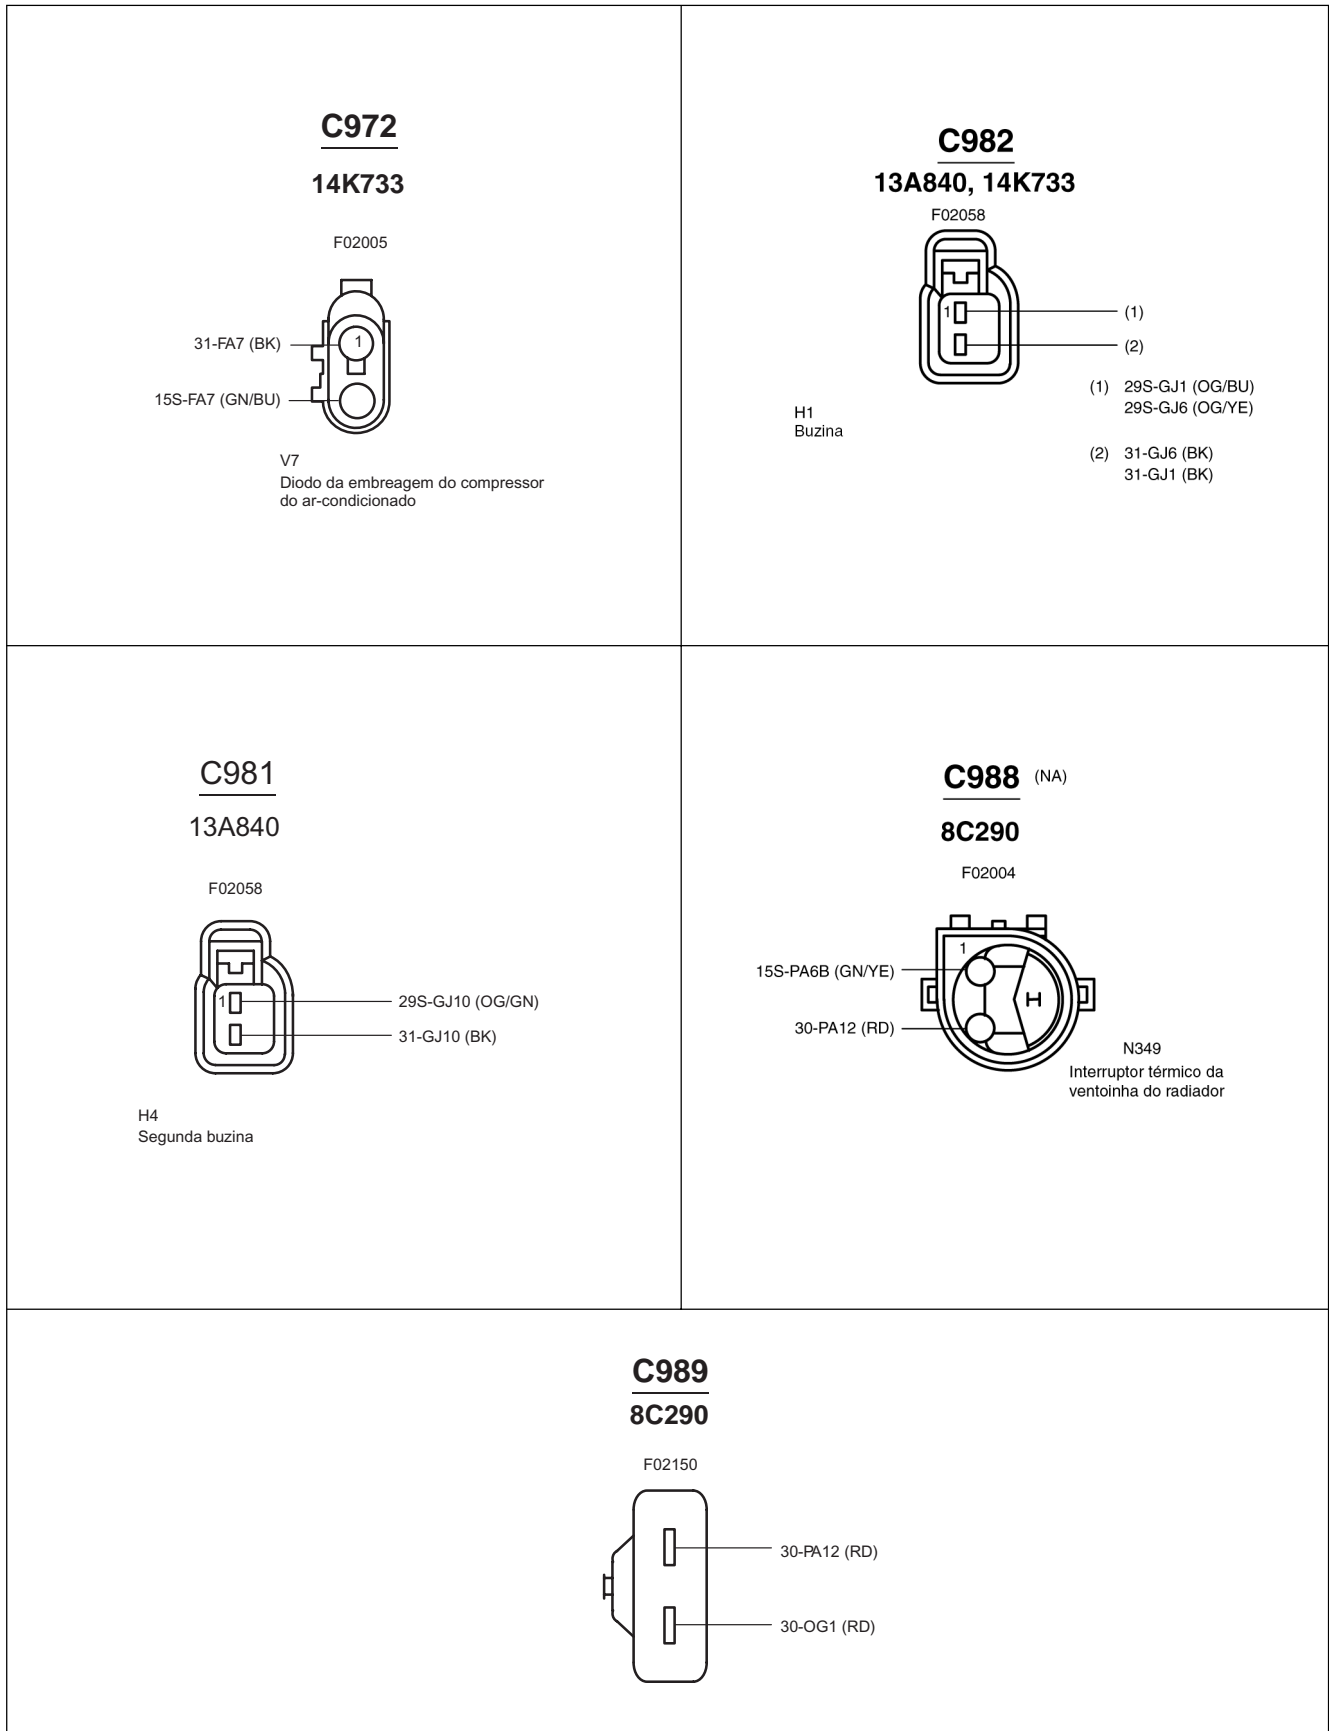 C972
14K733
F02005
1
31-FA7 (BK)
15S-FA7 (GN/BU)
V7
Diodo da embreagem do compressor
do ar-condicionado
C982
13A840, 14K733
F02058
1
(1)
(2)
(1) 29S-GJ1 (OG/BU)
29S-GJ6 (OG/YE)
(2) 31-GJ6 (BK)
31-GJ1 (BK)
H1
Buzina
C981
13A840
F02058
1
29S-GJ10 (OG/GN)
31-GJ10 (BK)
H4
Segunda buzina
C988 (NA)
8C290
F02004
1
15S-PA6B (GN/YE)
H
30-PA12 (RD)
N349
Interruptor térmico da
ventoinha do radiador
C989
8C290
F02150
30-PA12 (RD)
30-OG1 (RD)